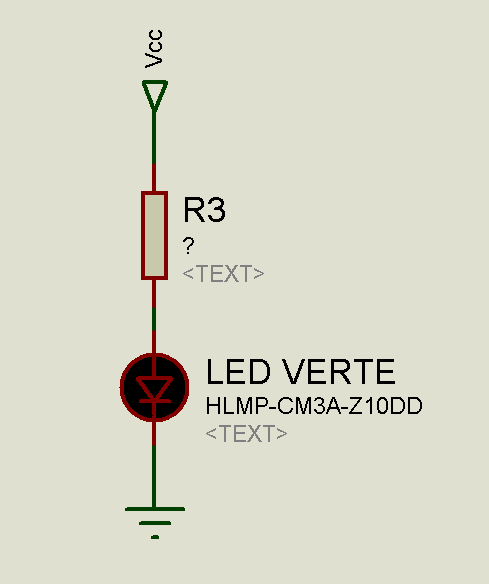 Vcc
R3
?
<TEXT>
LED VERTE
HLMP-CM3A-Z10DD
<TEXT>